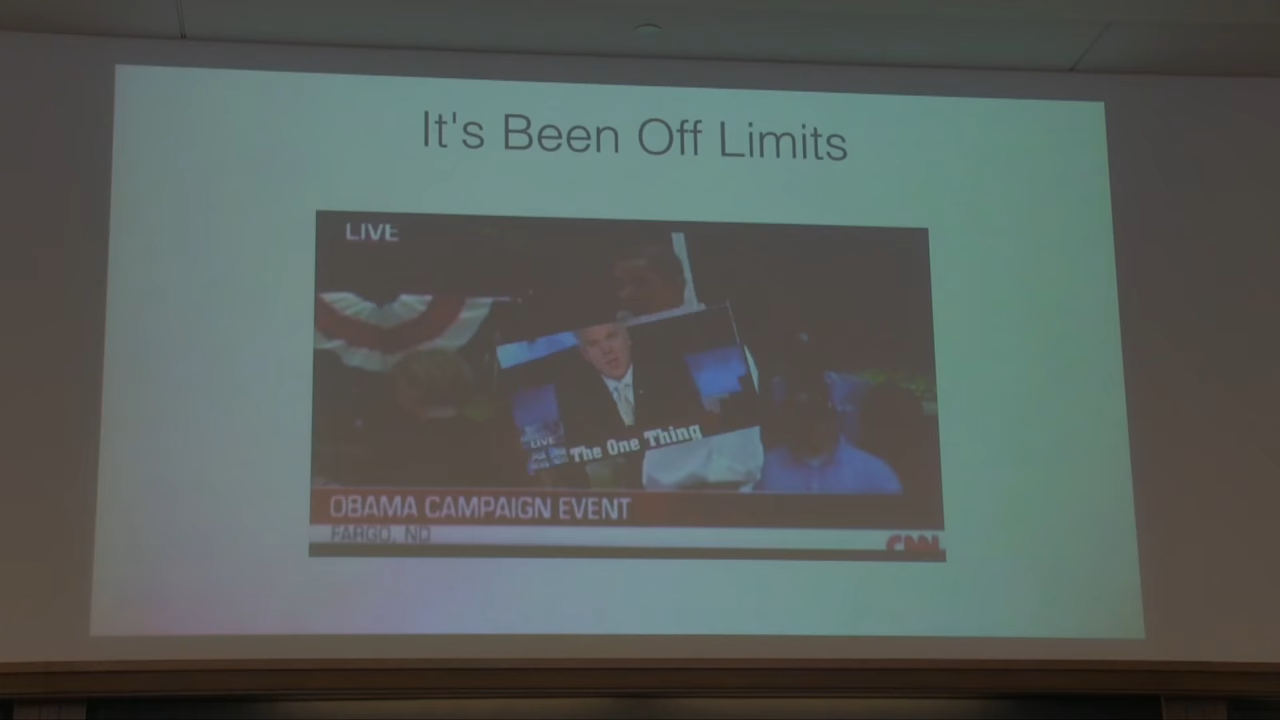 It's Been Off Limits
LIVE
LIVE
The One Thing
OBAMA CAMPAIGN EVENT
FARGO, ND
CNN